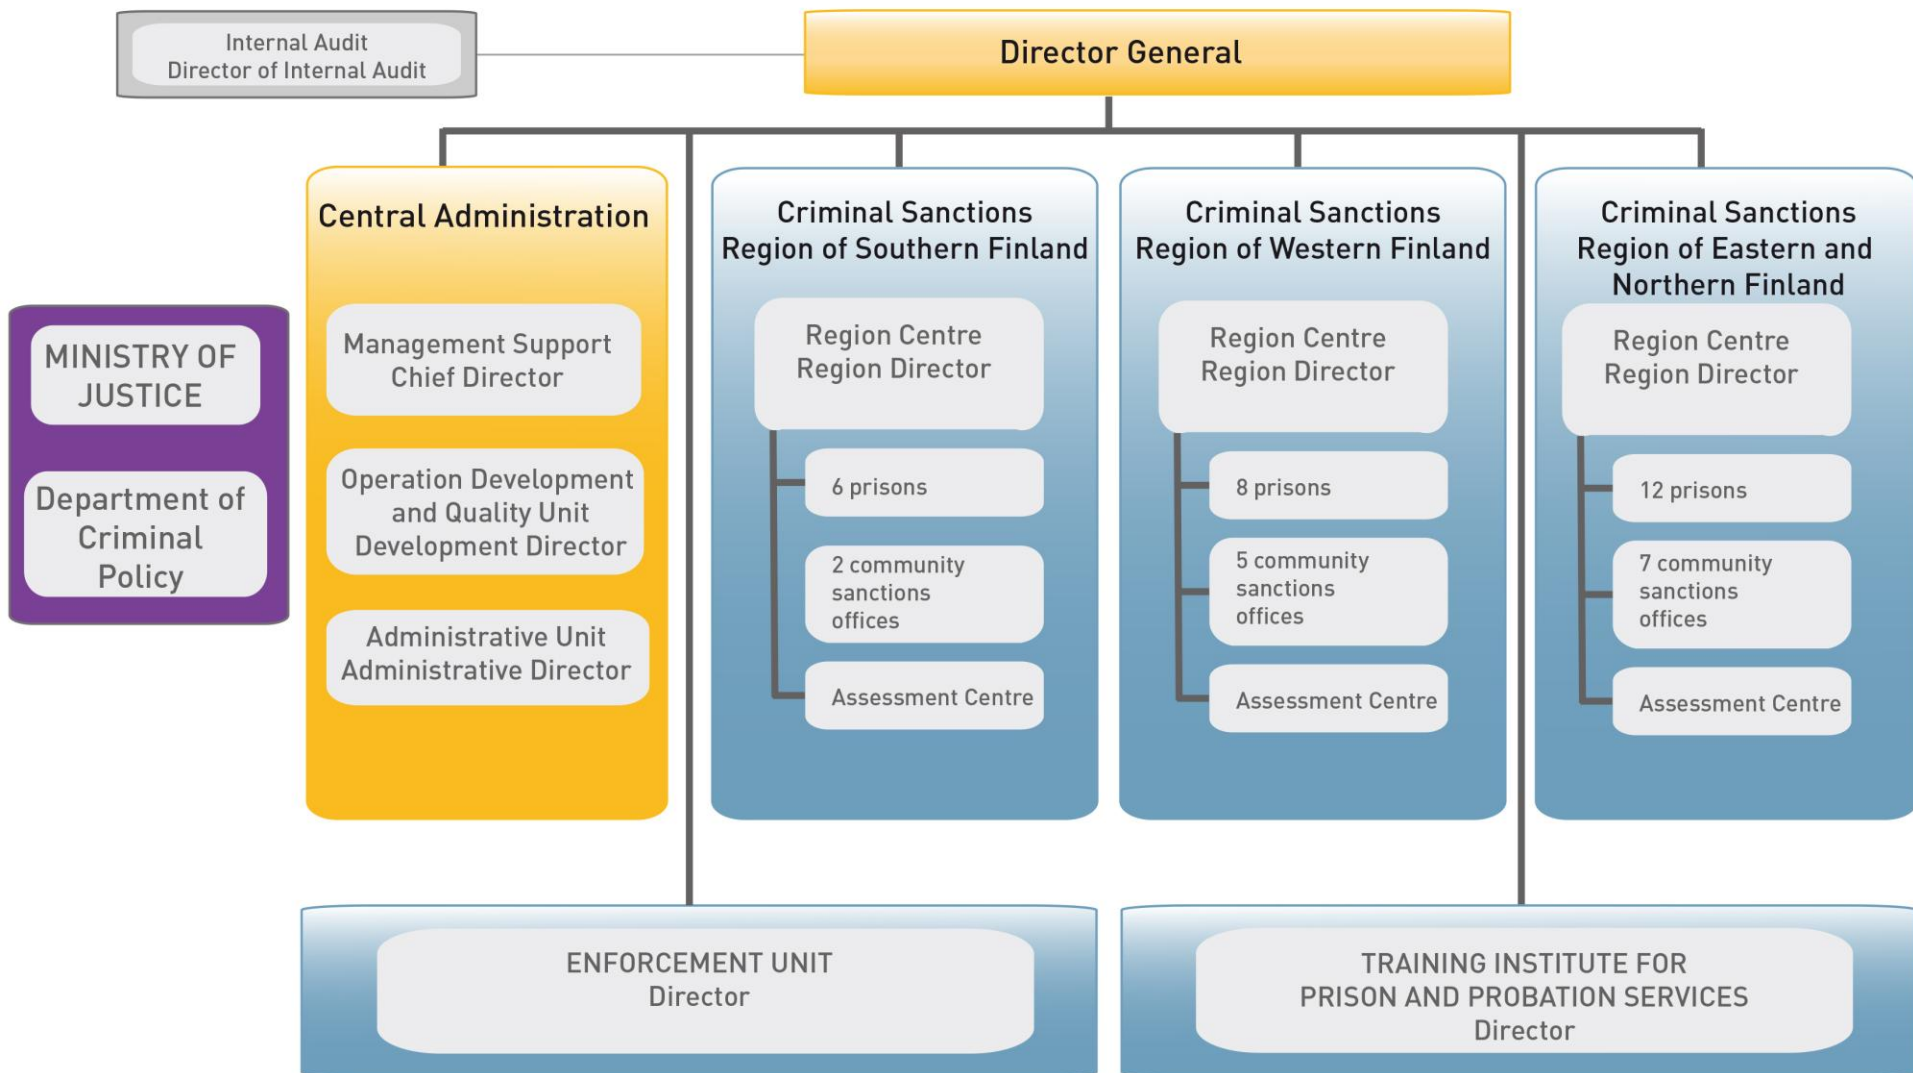 Internal Audit
Director of Internal Audit
Director General
MINISTRY OF
JUSTICE
Department of
Criminal
Policy
Central Administration
Management Support
Chief Director
Operation Development
and Quality Unit
Development Director
Administrative Unit
Administrative Director
Criminal Sanctions
Region of Southern Finland
Region Centre
Region Director
6 prisons
2 community
sanctions
offices
Assessment Centre
Criminal Sanctions
Region of Western Finland
Region Centre
Region Director
8 prisons
5 community
sanctions
offices
Assessment Centre
Criminal Sanctions
Region of Eastern and
Northern Finland
Region Centre
Region Director
12 prisons
7 community
sanctions
offices
Assessment Centre
ENFORCEMENT UNIT
Director
TRAINING INSTITUTE FOR
PRISON AND PROBATION SERVICES
Director